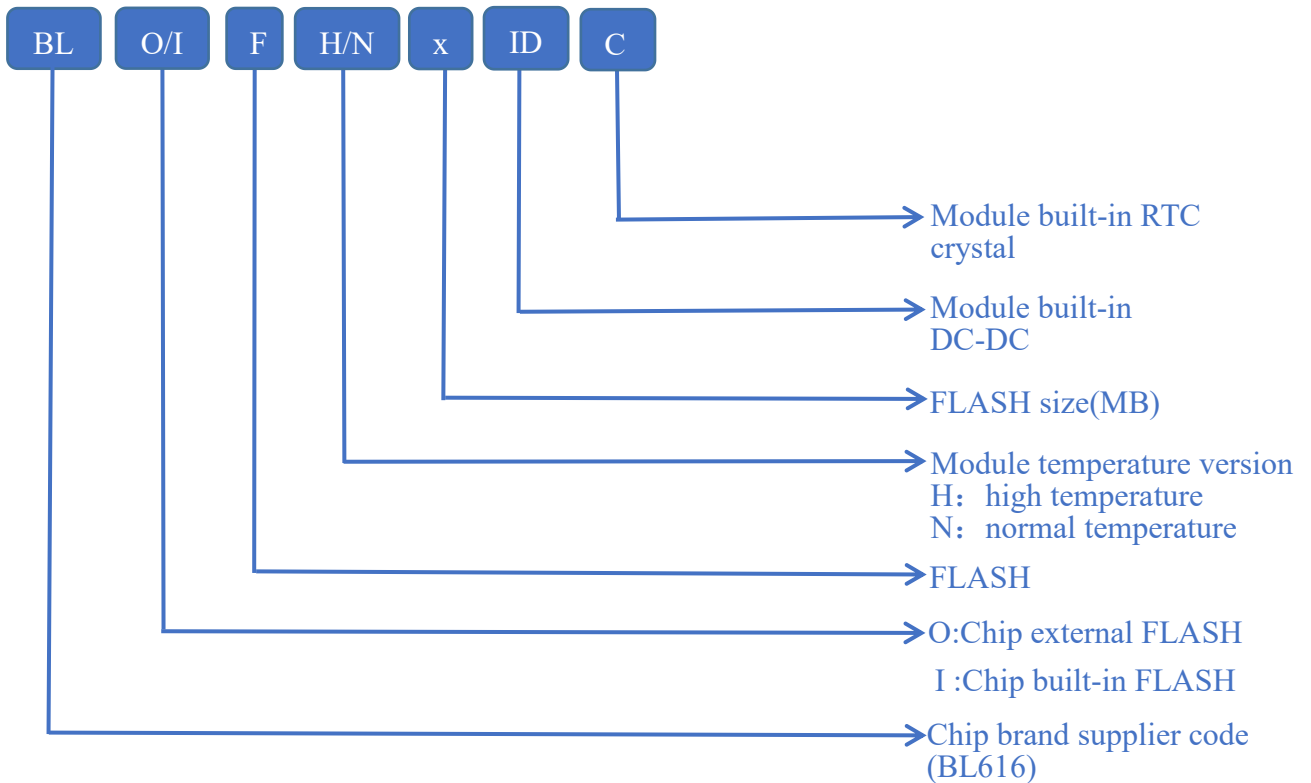 BL O/I F H/N x ID C
Module built-in RTC
crystal
Module built-in
DC-DC
FLASH size(MB)
Module temperature version
H： high temperature
N： normal temperature
FLASH
O:Chip external FLASH
I :Chip built-in FLASH
Chip brand supplier code
(BL616)